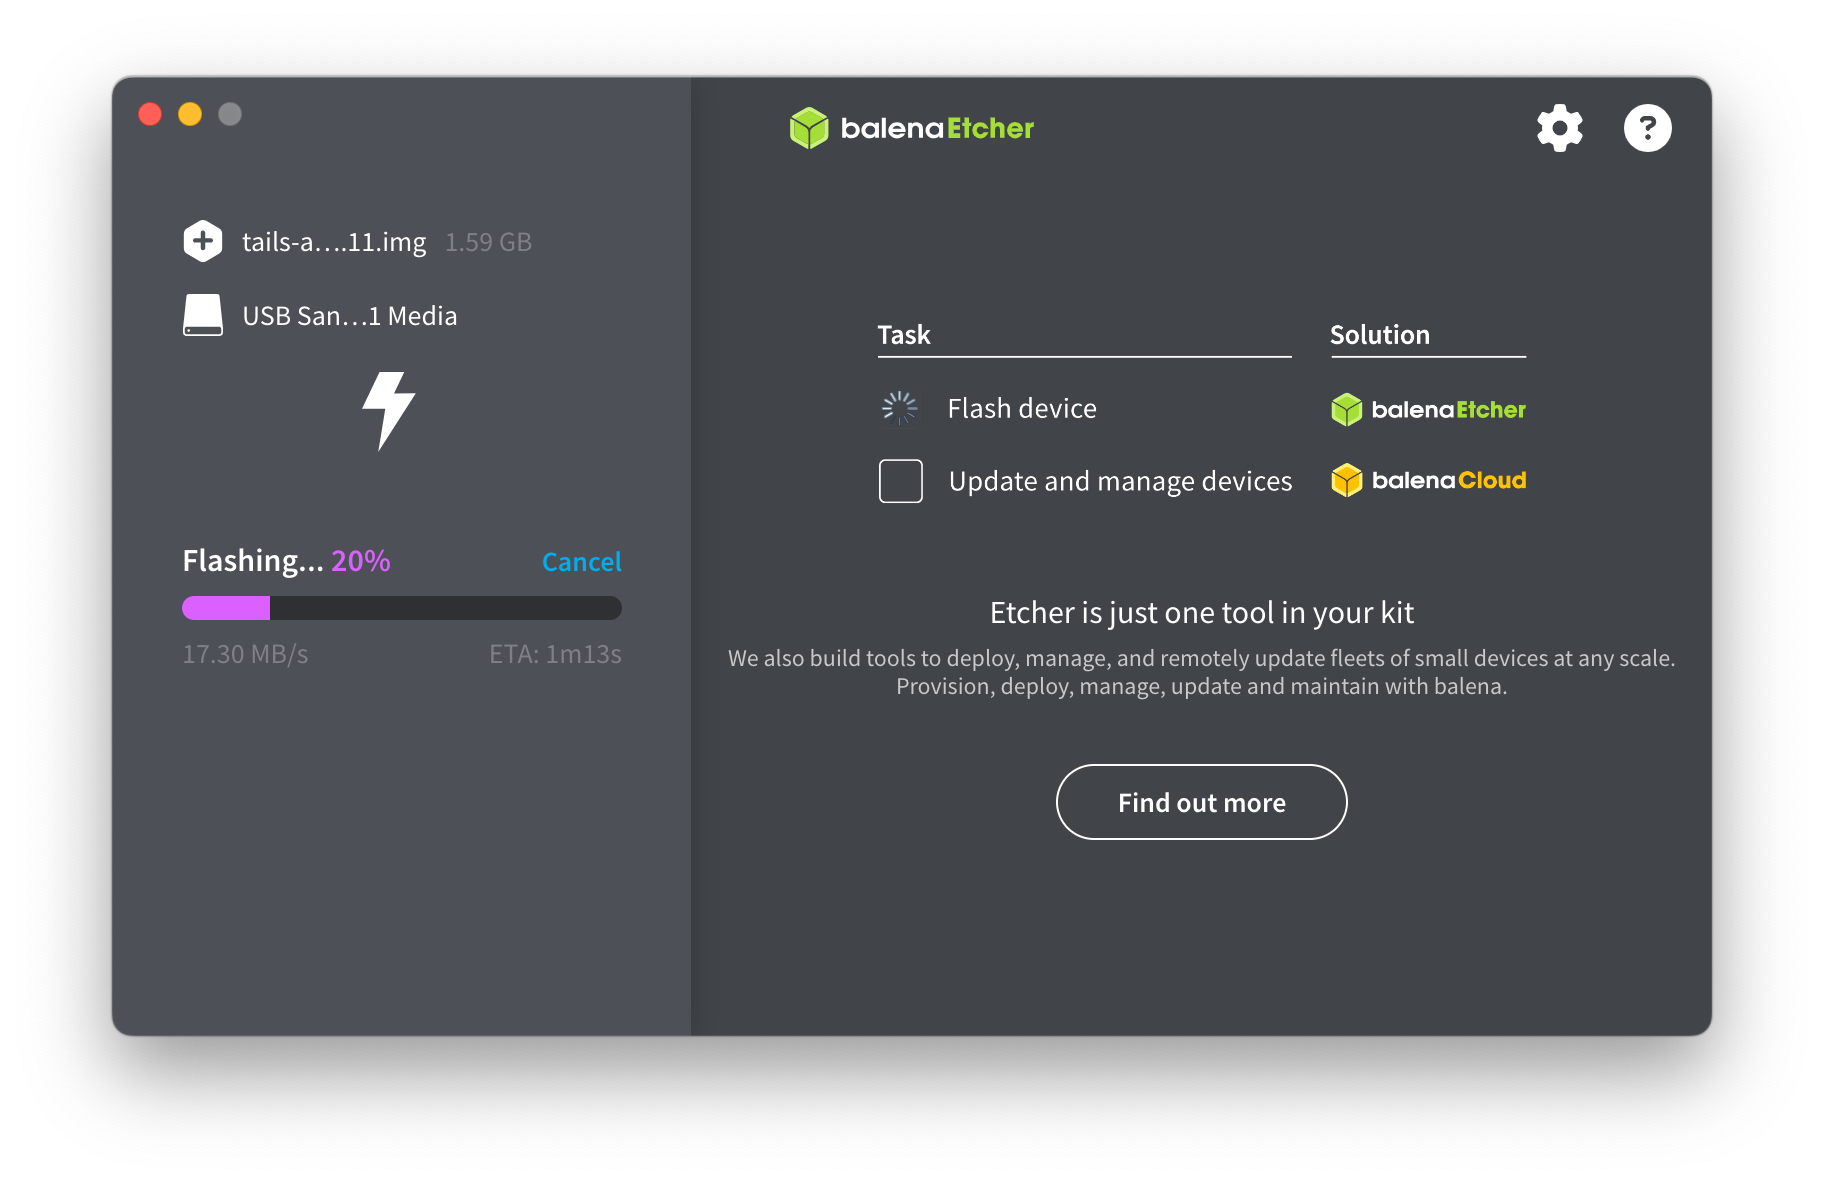 balenaEtcher
tails-a….11.img 1.59 GB
USB San…1 Media
Flashing... 20% Cancel
17.30 MB/s ETA: 1m13s
Task Solution
Flash device balenaEtcher
Update and manage devices balenaCloud
Etcher is just one tool in your kit
We also build tools to deploy, manage, and remotely update fleets of small devices at any scale.
Provision, deploy, manage, update and maintain with balena.
Find out more